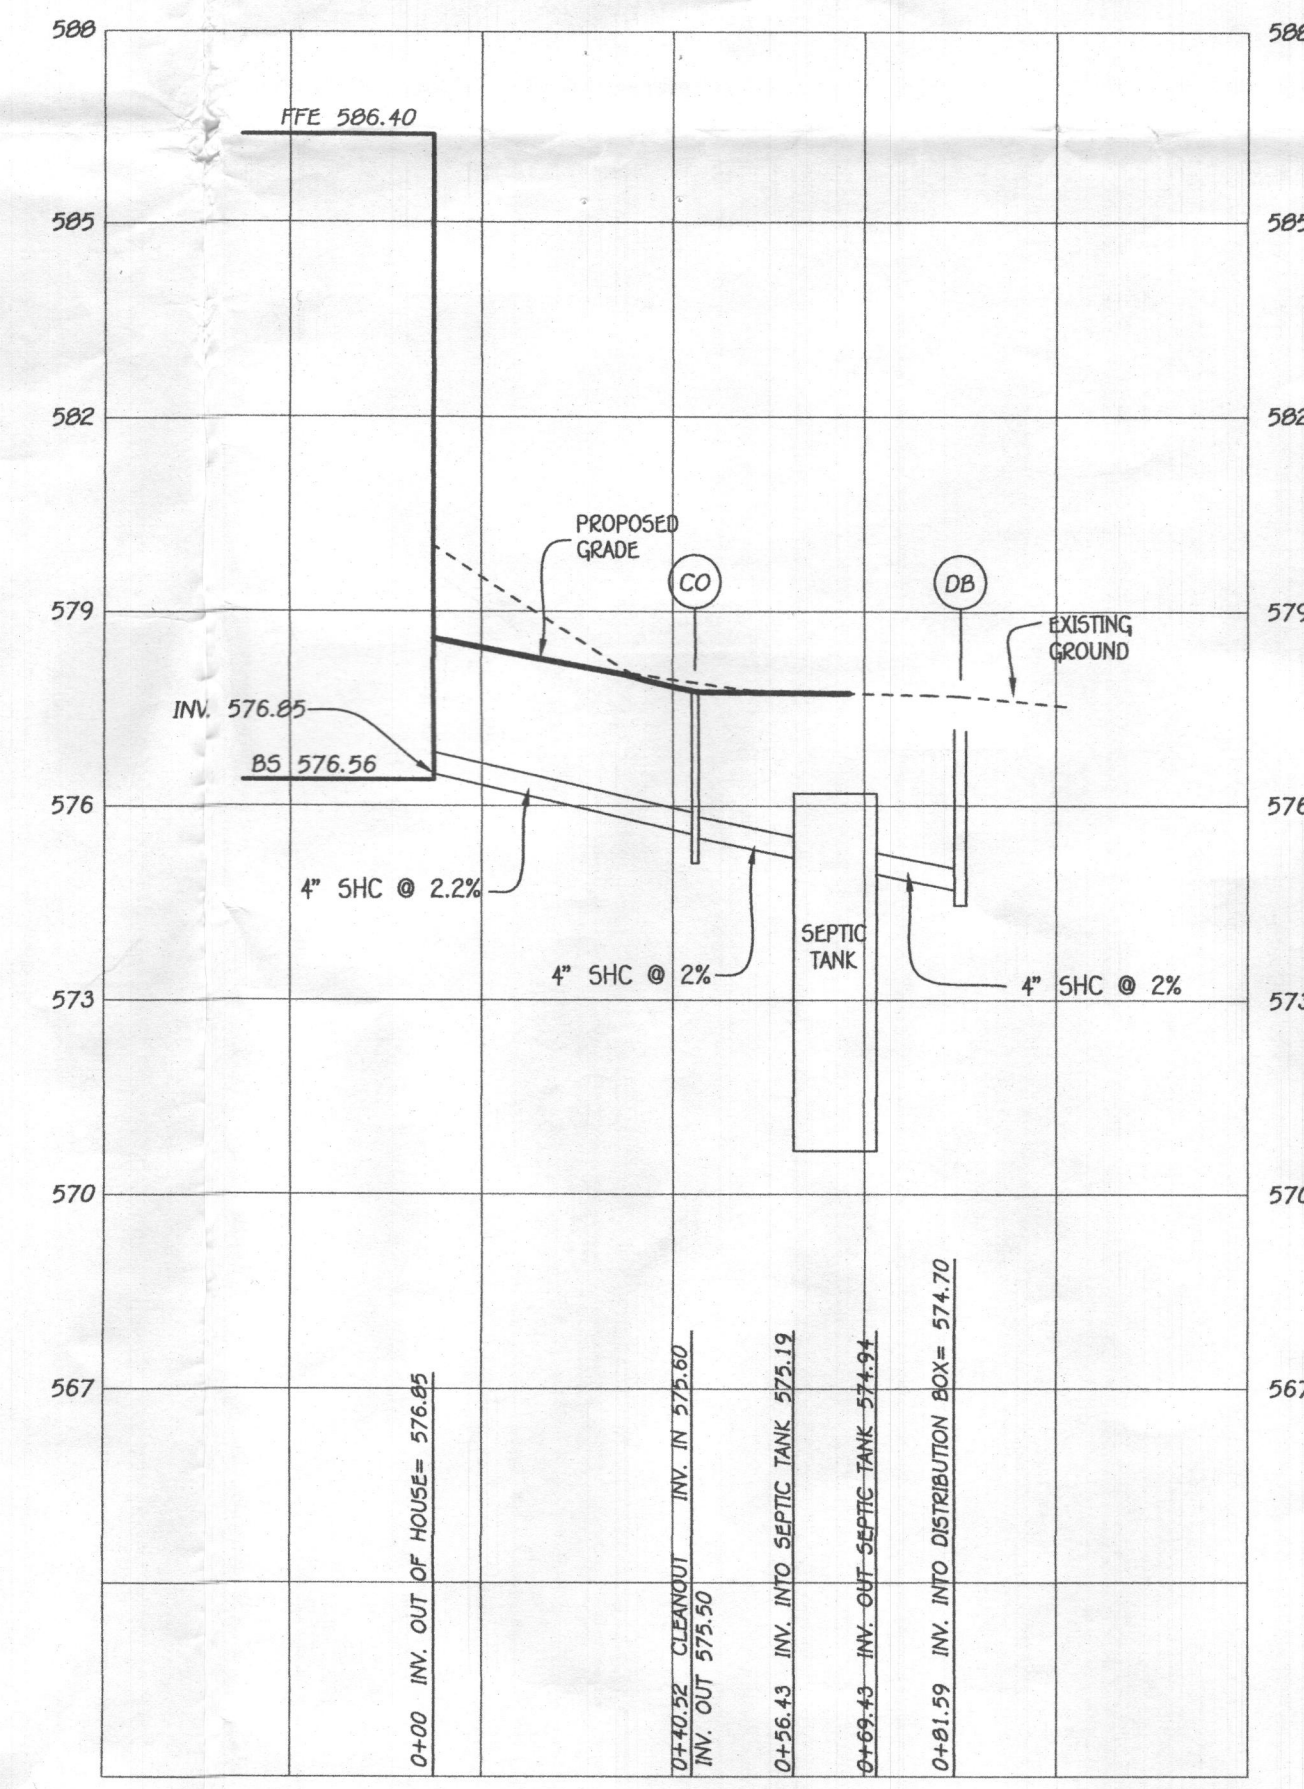 588
588
FFE 586.40
585
585
582
582
PROPOSED
GRADE
CO
DB
579
579
EXISTING
GROUND
INV. 576.85
BS 576.56
576
576
4" SHC @ 2.2%
SEPTIC
TANK
4" SHC @ 2%
4" SHC @ 2%
573
573
570
570
567
567
0+00 INV. OUT OF HOUSE= 576.85
0+40.52 CLEANOUT INV. IN 575.60
INV. OUT 575.50
0+56.43 INV. INTO SEPTIC TANK 575.19
0+69.43 INV. OUT SEPTIC TANK 574.94
0+81.59 INV. INTO DISTRIBUTION BOX= 574.70